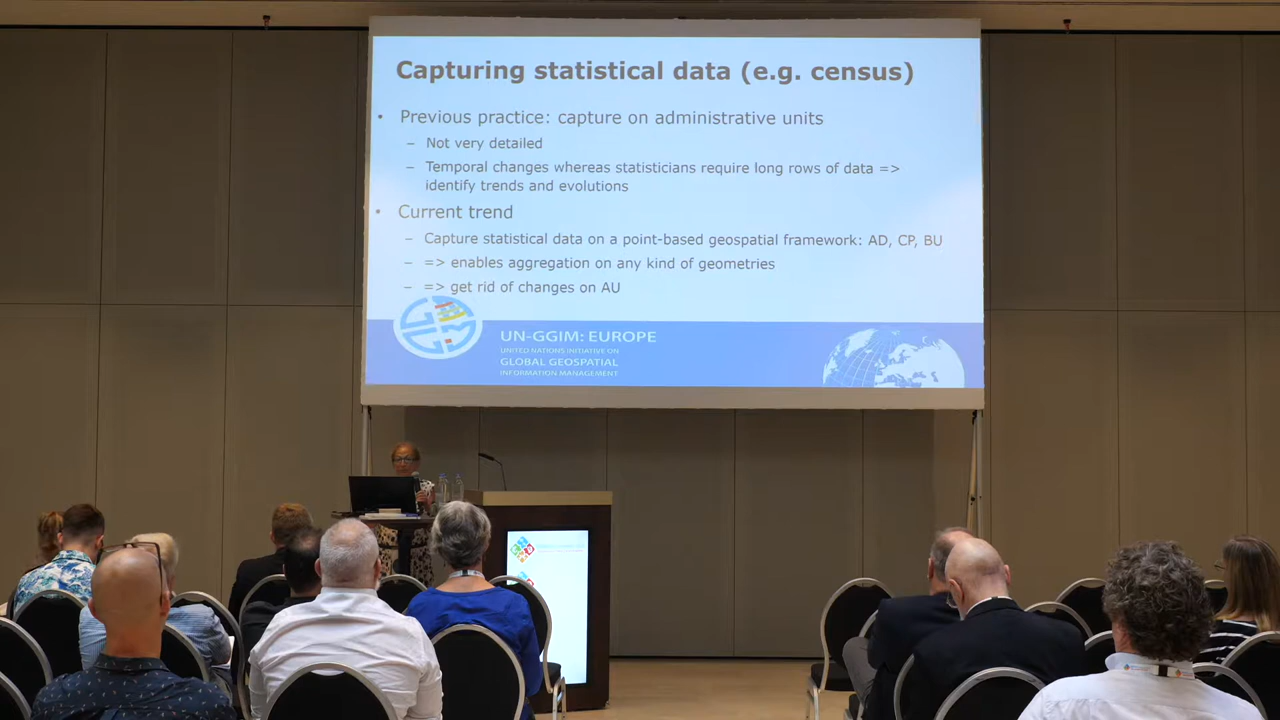 Capturing statistical data (e.g. census)
• Previous practice: capture on administrative units
– Not very detailed
– Temporal changes whereas statisticians require long rows of data =>
identify trends and evolutions
• Current trend
– Capture statistical data on a point-based geospatial framework: AD, CP, BU
– => enables aggregation on any kind of geometries
– => get rid of changes on AU
UN-GGIM: EUROPE
UNITED NATIONS INITIATIVE ON
GLOBAL GEOSPATIAL
INFORMATION MANAGEMENT